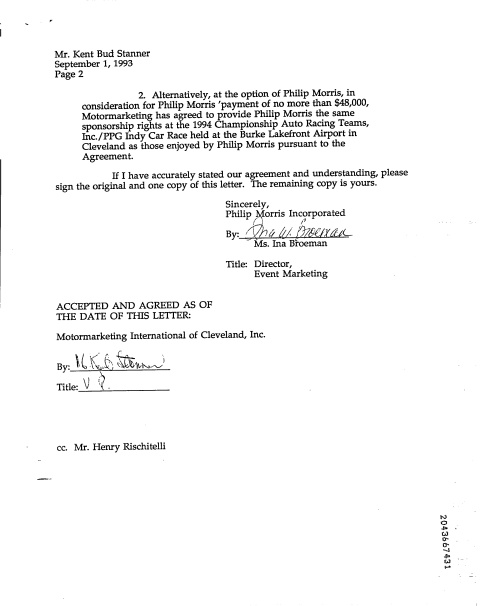 Mr. Kent Bud Stanner
September 1, 1993
Page 2
2. Alternatively, at the option of Philip Morris, in
consideration for Philip Morris 'payment of no more than $48,000,
Motormarketing has agreed to provide Philip Morris the same
sponsorship rights at the 1994 Championship Auto Racing Teams,
Inc./PPG Indy Car Race held at the Burke Lakefront Airport in
Cleveland as those enjoyed by Philip Morris pursuant to the
Agreement.
If I have accurately stated our agreement and understanding, please
sign the original and one copy of this letter. The remaining copy is yours.
Sincerely,
Philip Morris Incorporated
By: Ina W. Broeman
Ms. Ina Broeman
Title: Director,
Event Marketing
ACCEPTED AND AGREED AS OF
THE DATE OF THIS LETTER:
Motormarketing International of Cleveland, Inc.
By: Stanner
Title: V P.
cc. Mr. Henry Rischitelli
2043667431